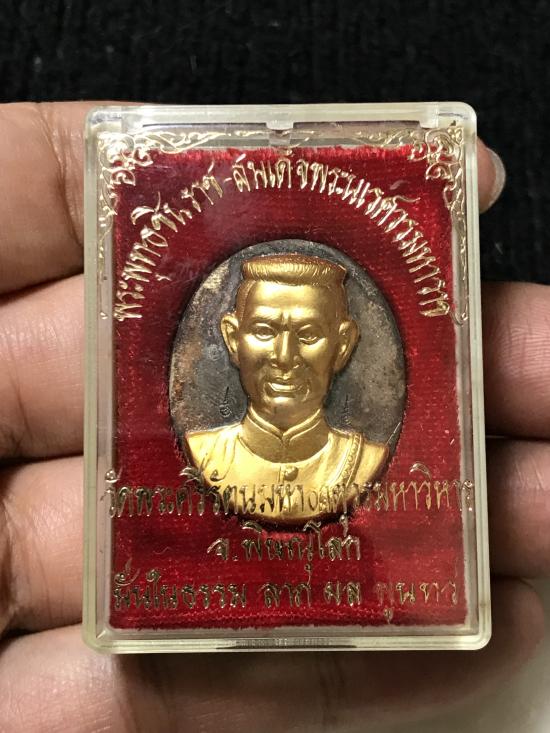 พระพุทธชินราช-สมเด็จพระนเรศวรมหาราช
วัดพระศรีรัตนมหาธาตุวรมหาวิหาร
จ.พิษณุโลก
มั่นในธรรม ลาภ ผล พูนทวี